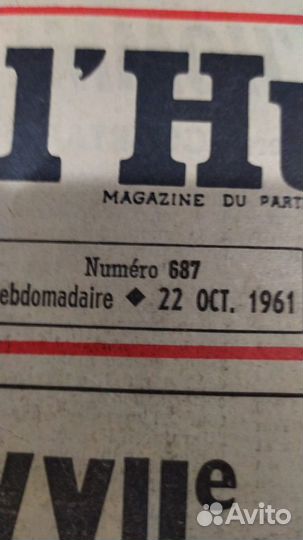 l'Hu
MAGAZINE DU PART
Numéro 687
ebdomadaire ◆ 22 OCT. 1961
XVIIe
Avito